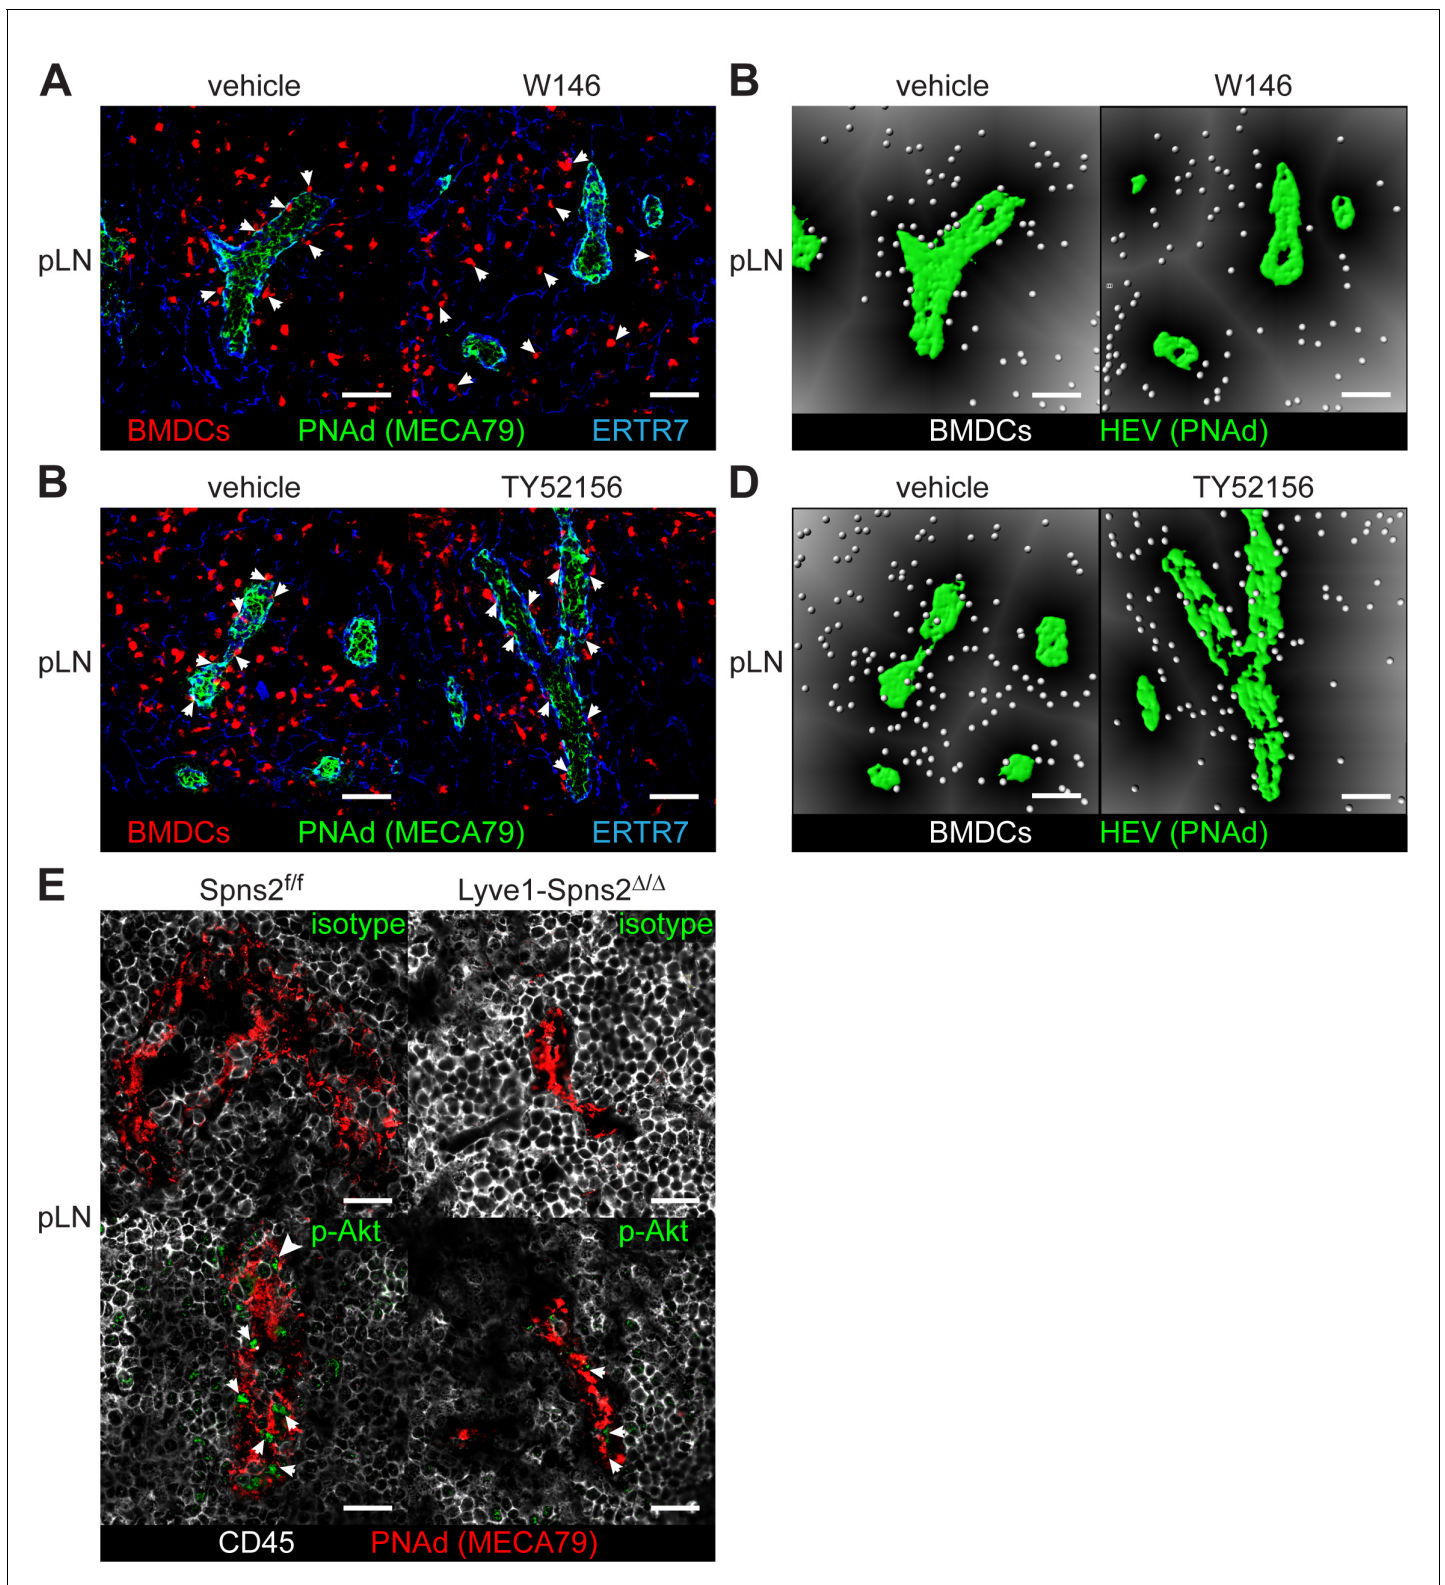 A
vehicle
W146
pLN
BMDCs
PNAd (MECA79)
ERTR7
B
vehicle
W146
pLN
BMDCs
HEV (PNAd)
B
vehicle
TY52156
pLN
BMDCs
PNAd (MECA79)
ERTR7
D
vehicle
TY52156
pLN
BMDCs
HEV (PNAd)
E
Spns2f/f
Lyve1-Spns2Δ/Δ
isotype
isotype
pLN
p-Akt
p-Akt
CD45
PNAd (MECA79)